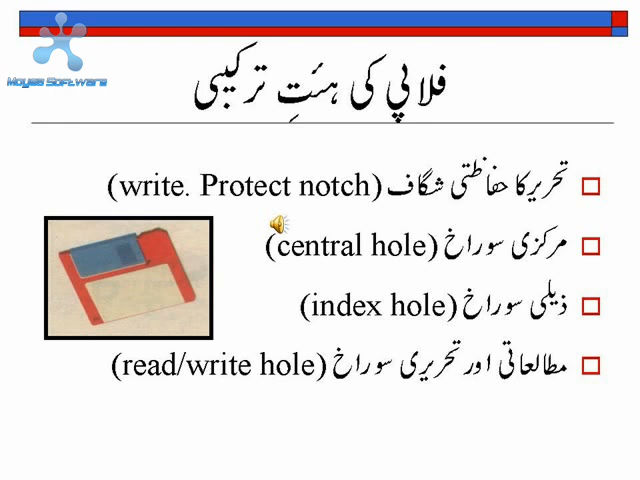 Moyea Software
فلاپی کی ہئتِ ترکیبی
تحریر کا حفاظتی شگاف (write. Protect notch)
مرکزی سوراخ (central hole)
ذیلی سوراخ (index hole)
مطالعاتی اور تحریری سوراخ (read/write hole)